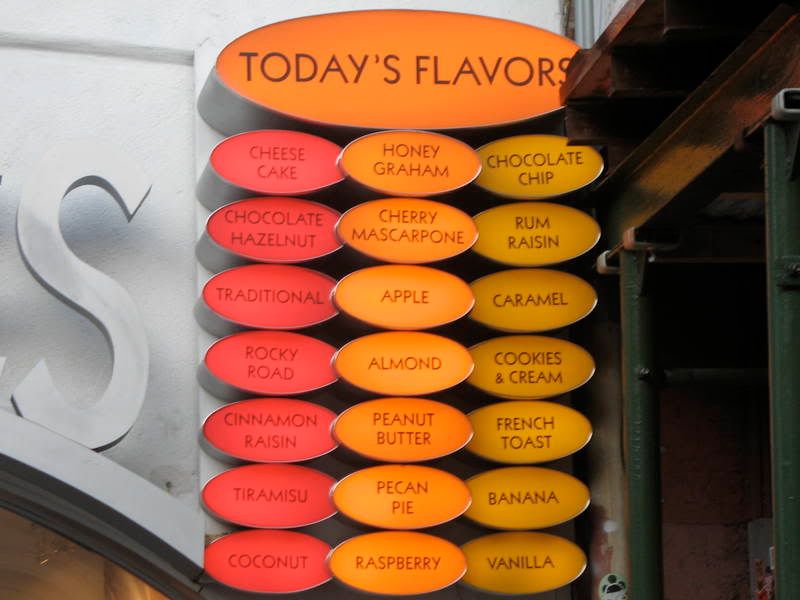 TODAY'S FLAVORS
CHEESE
CAKE
HONEY
GRAHAM
CHOCOLATE
CHIP
CHOCOLATE
HAZELNUT
CHERRY
MASCARPONE
RUM
RAISIN
TRADITIONAL
APPLE
CARAMEL
ROCKY
ROAD
ALMOND
COOKIES
& CREAM
CINNAMON
RAISIN
PEANUT
BUTTER
FRENCH
TOAST
TIRAMISU
PECAN
PIE
BANANA
COCONUT
RASPBERRY
VANILLA
S